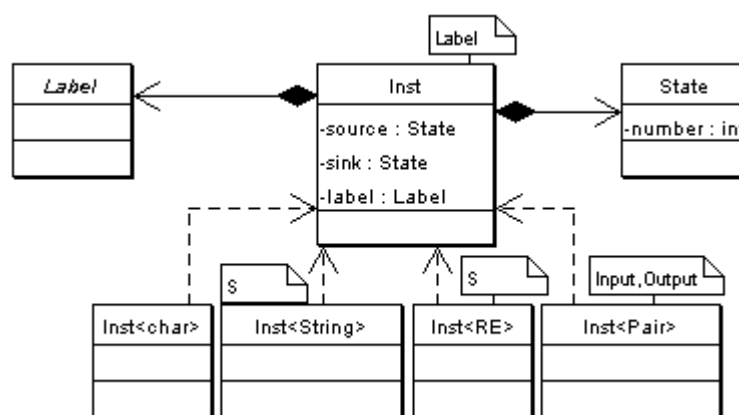 Label
Label
Inst
State
-source : State
-sink : State
-label : Label
-number : in
S
S
Input,Output
Inst<char>
Inst<String>
Inst<RE>
Inst<Pair>